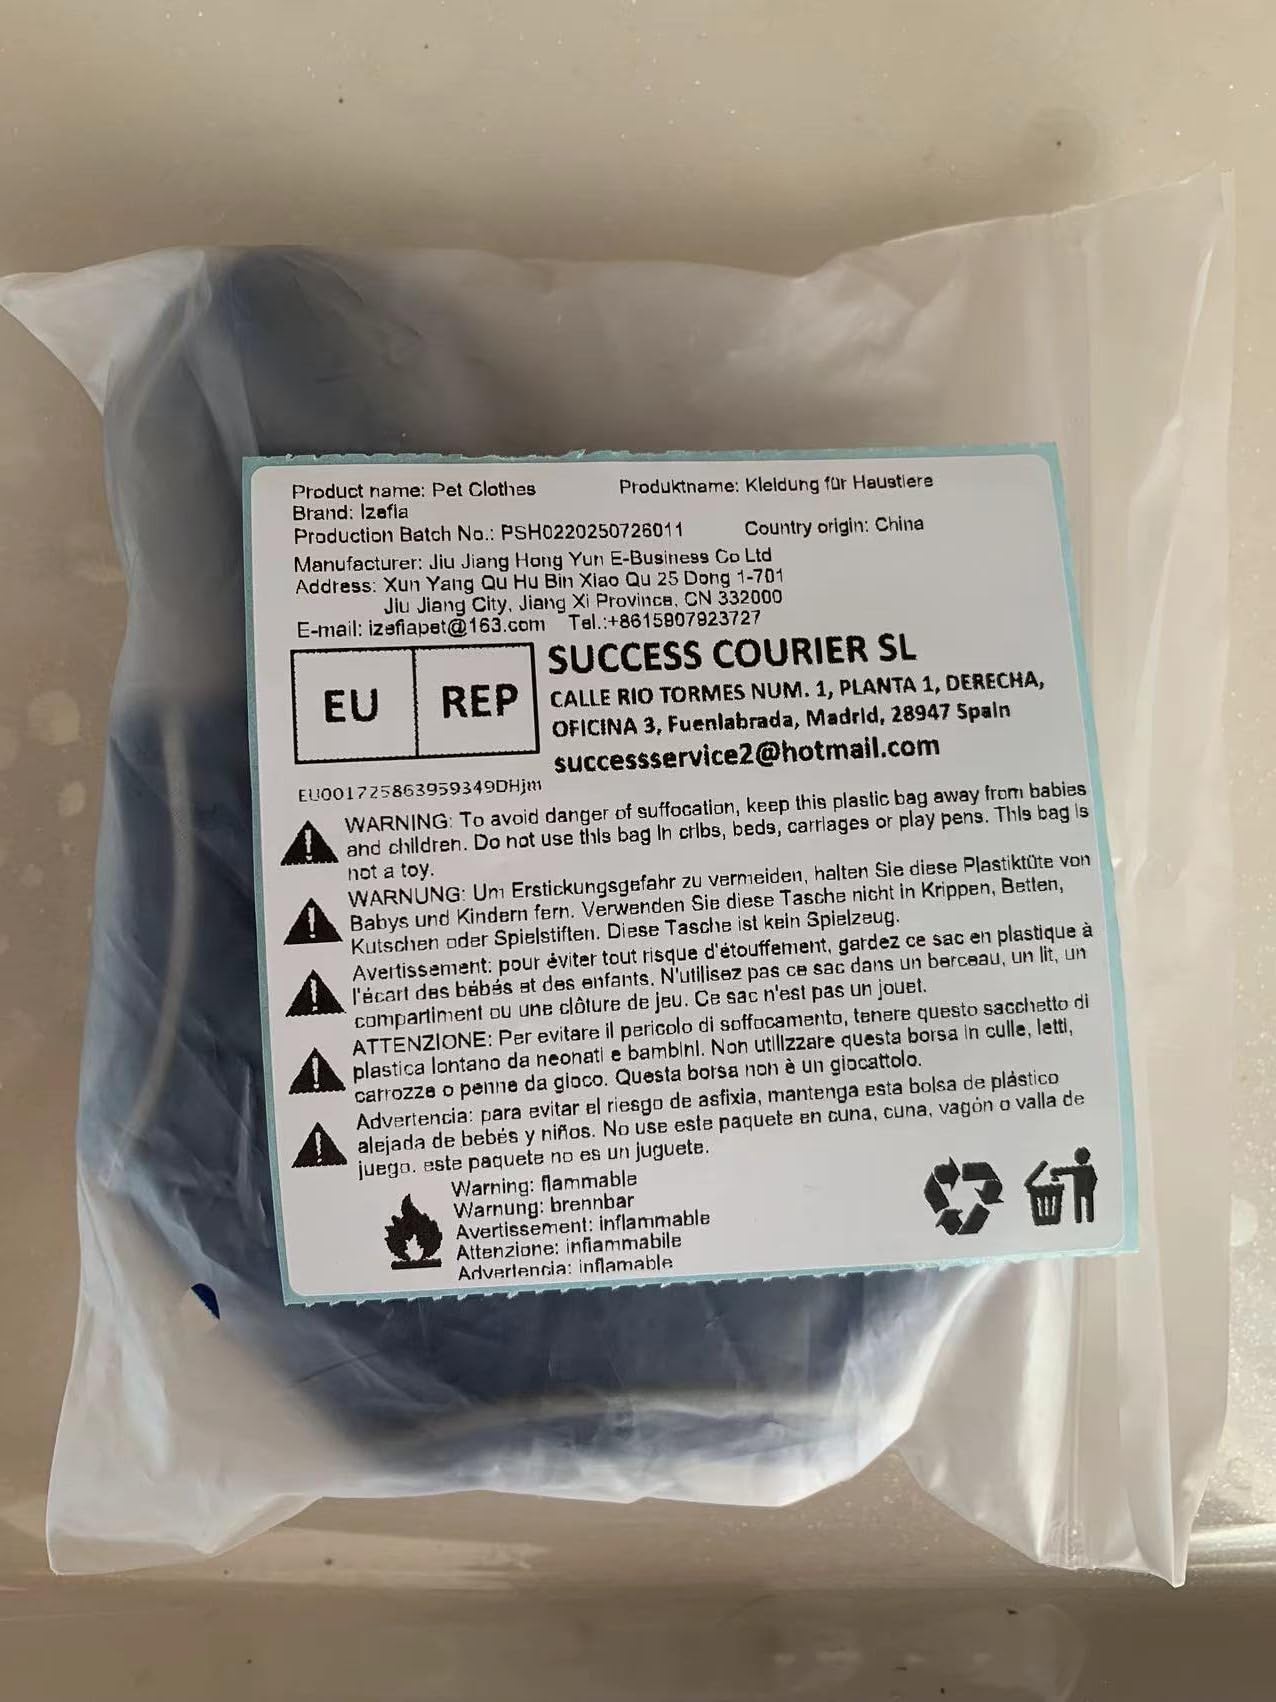 Product name: Pet Clothes Produktname: Kleidung für Haustiere
Brand: Izefia
Production Batch No.: PSH0220250726011 Country origin: China
Manufacturer: Jiu Jiang Hong Yun E-Business Co Ltd
Address: Xun Yang Qu Hu Bin Xiao Qu 25 Dong 1-701
Jiu Jiang City, Jiang Xi Province, CN 332000
E-mail: izefiapet@163.com Tel.:+8615907923727
EU REP
SUCCESS COURIER SL
CALLE RIO TORMES NUM. 1, PLANTA 1, DERECHA,
OFICINA 3, Fuenlabrada, Madrid, 28947 Spain
successservice2@hotmail.com
EU001725863959349DHjm
WARNING: To avoid danger of suffocation, keep this plastic bag away from babies
and children. Do not use this bag in cribs, beds, carriages or play pens. This bag is
not a toy.
WARNUNG: Um Erstickungsgefahr zu vermeiden, halten Sie diese Plastiktüte von
Babys und Kindern fern. Verwenden Sie diese Tasche nicht in Krippen, Betten,
Kutschen oder Spielstiften. Diese Tasche ist kein Spielzeug.
Avertissement: pour éviter tout risque d'étouffement, gardez ce sac en plastique à
l'écart des bébés et des enfants. N'utilisez pas ce sac dans un berceau, un lit, un
compartiment ou une clôture de jeu. Ce sac n'est pas un jouet.
ATTENZIONE: Per evitare il pericolo di soffocamento, tenere questo sacchetto di
plastica lontano da neonati e bambini. Non utilizzare questa borsa in culle, letti,
carrozze o penne da gioco. Questa borsa non è un giocattolo.
Advertencia: para evitar el riesgo de asfixia, mantenga esta bolsa de plástico
alejada de bebés y niños. No use este paquete en cuna, cuna, vagón o valla de
juego. este paquete no es un juguete.
Warning: flammable
Warnung: brennbar
Avertissement: inflammable
Attenzione: infiammabile
Advertencia: inflamable